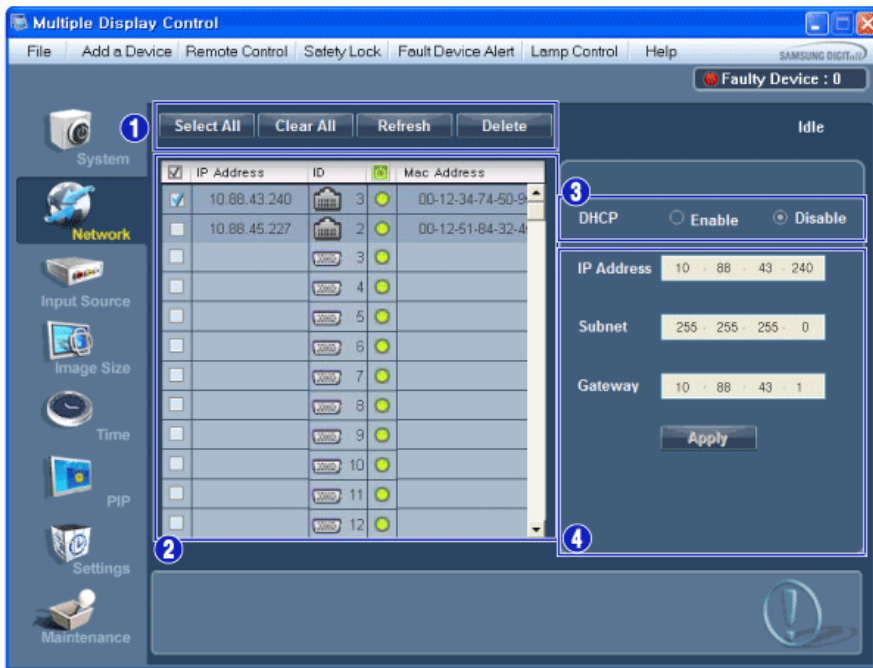 Multiple Display Control
File Add a Device Remote Control Safety Lock Fault Device Alert Lamp Control Help SAMSUNG DIGITall
Faulty Device : 0
1 Select All Clear All Refresh Delete
Idle
System
IP Address ID Mac Address
10.88.43.240 3 00-12-34-74-50-9
10.88.45.227 2 00-12-51-84-32-4
3
4
5
6
7
8
9
10
11
12
2
Network
Input Source
Image Size
Time
PIP
Settings
Maintenance
3
DHCP Enable Disable
IP Address 10 . 88 . 43 . 240
Subnet 255 . 255 . 255 . 0
Gateway 10 . 88 . 43 . 1
Apply
4